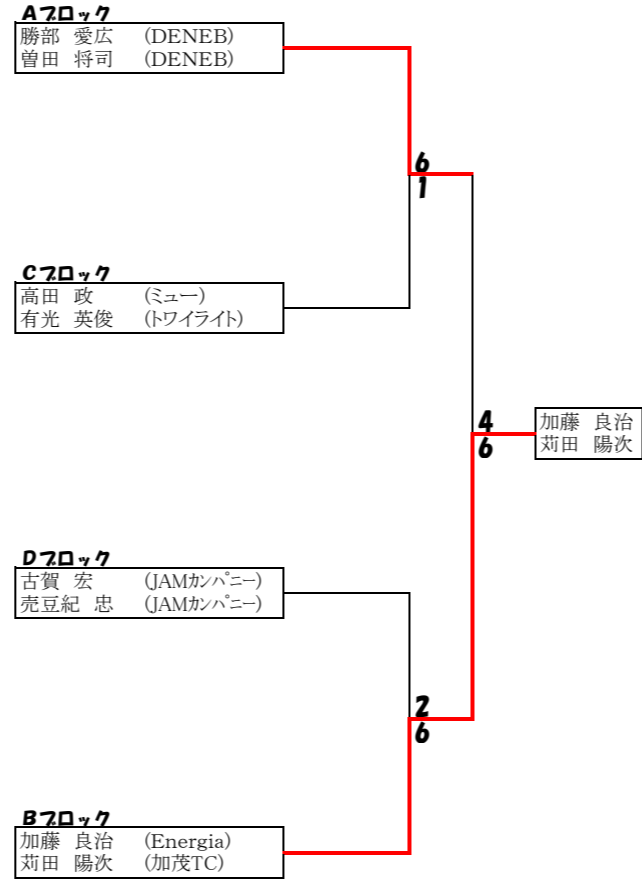 Aブロック
勝部 愛広 (DENEB)
曽田 将司 (DENEB)
6
1
Cブロック
高田 政 (ミュー)
有光 英俊 (トワイライト)
4
6
加藤 良治
苅田 陽次
Dブロック
古賀 宏 (JAMカンパニー)
売豆紀 忠 (JAMカンパニー)
2
6
Bブロック
加藤 良治 (Energia)
苅田 陽次 (加茂TC)